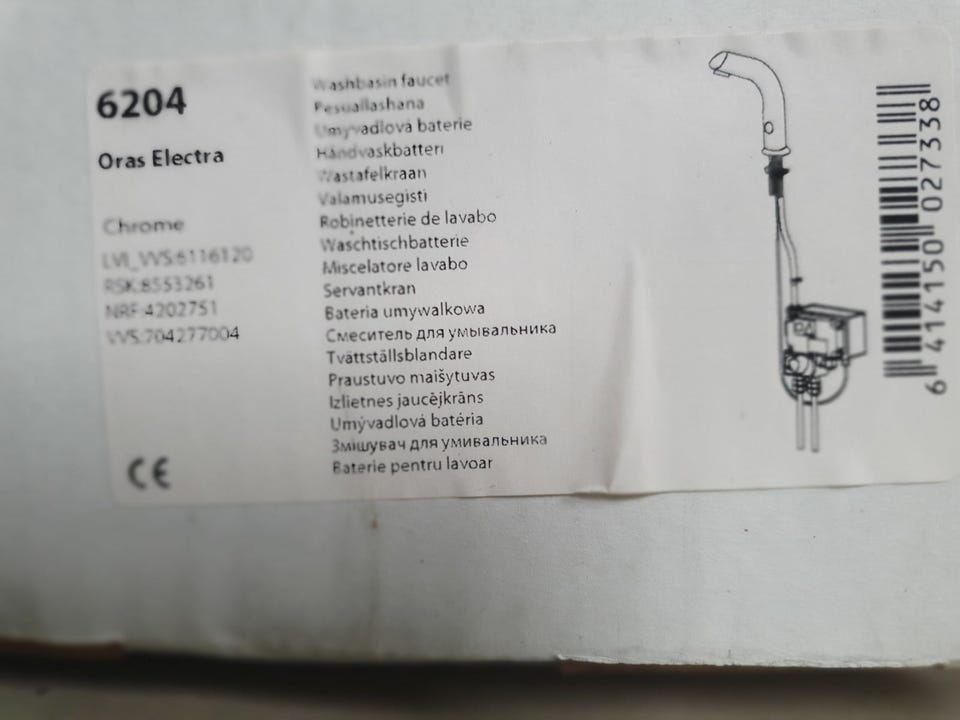 6204
Oras Electra
Chrome
LVI_VVS:6116120
RSK:8553261
NRF:4202751
VVS:704277004
CE
Washbasin faucet
Pesuallashana
Umyvadlová baterie
Håndvaskbatteri
Wastafelkraan
Valamusegisti
Robinetterie de lavabo
Waschtischbatterie
Miscelatore lavabo
Servantkran
Bateria umywalkowa
Смеситель для умывальника
Tvättställsblandare
Praustuvo maišytuvas
Izlietnes jaucējkrāns
Umývadlová batéria
Змішувач для умивальника
Baterie pentru lavoar
6 414150 027338